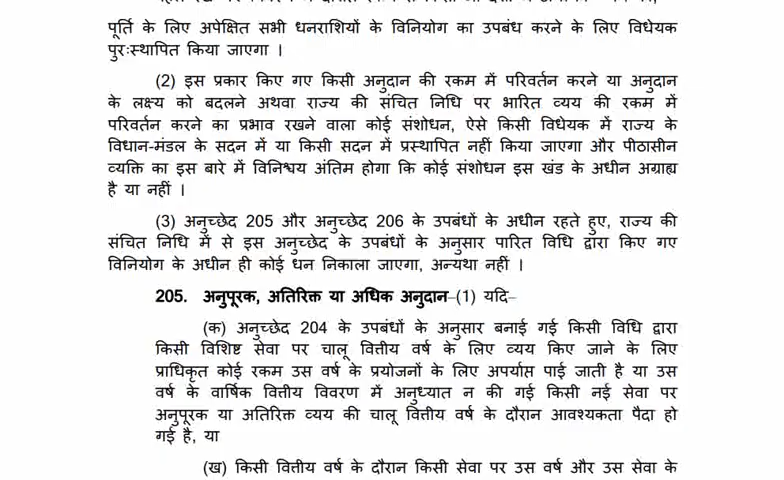 पूर्ति के लिए अपेक्षित सभी धनराशियों के विनियोग का उपबंध करने के लिए विधेयक
पुरःस्थापित किया जाएगा ।
(2) इस प्रकार किए गए किसी अनुदान की रकम में परिवर्तन करने या अनुदान
के लक्ष्य को बदलने अथवा राज्य की संचित निधि पर भारित व्यय की रकम में
परिवर्तन करने का प्रभाव रखने वाला कोई संशोधन, ऐसे किसी विधेयक में राज्य के
विधान-मंडल के सदन में या किसी सदन में प्रस्थापित नहीं किया जाएगा और पीठासीन
व्यक्ति का इस बारे में विनिश्चय अंतिम होगा कि कोई संशोधन इस खंड के अधीन अग्राह्य
है या नहीं ।
(3) अनुच्छेद 205 और अनुच्छेद 206 के उपबंधों के अधीन रहते हुए, राज्य की
संचित निधि में से इस अनुच्छेद के उपबंधों के अनुसार पारित विधि द्वारा किए गए
विनियोग के अधीन ही कोई धन निकाला जाएगा, अन्यथा नहीं ।
205. अनुपूरक, अतिरिक्त या अधिक अनुदान–(1) यदि–
(क) अनुच्छेद 204 के उपबंधों के अनुसार बनाई गई किसी विधि द्वारा
किसी विशिष्ट सेवा पर चालू वित्तीय वर्ष के लिए व्यय किए जाने के लिए
प्राधिकृत कोई रकम उस वर्ष के प्रयोजनों के लिए अपर्याप्त पाई जाती है या उस
वर्ष के वार्षिक वित्तीय विवरण में अनुध्यात न की गई किसी नई सेवा पर
अनुपूरक या अतिरिक्त व्यय की चालू वित्तीय वर्ष के दौरान आवश्यकता पैदा हो
गई है, या
(ख) किसी वित्तीय वर्ष के दौरान किसी सेवा पर उस वर्ष और उस सेवा के